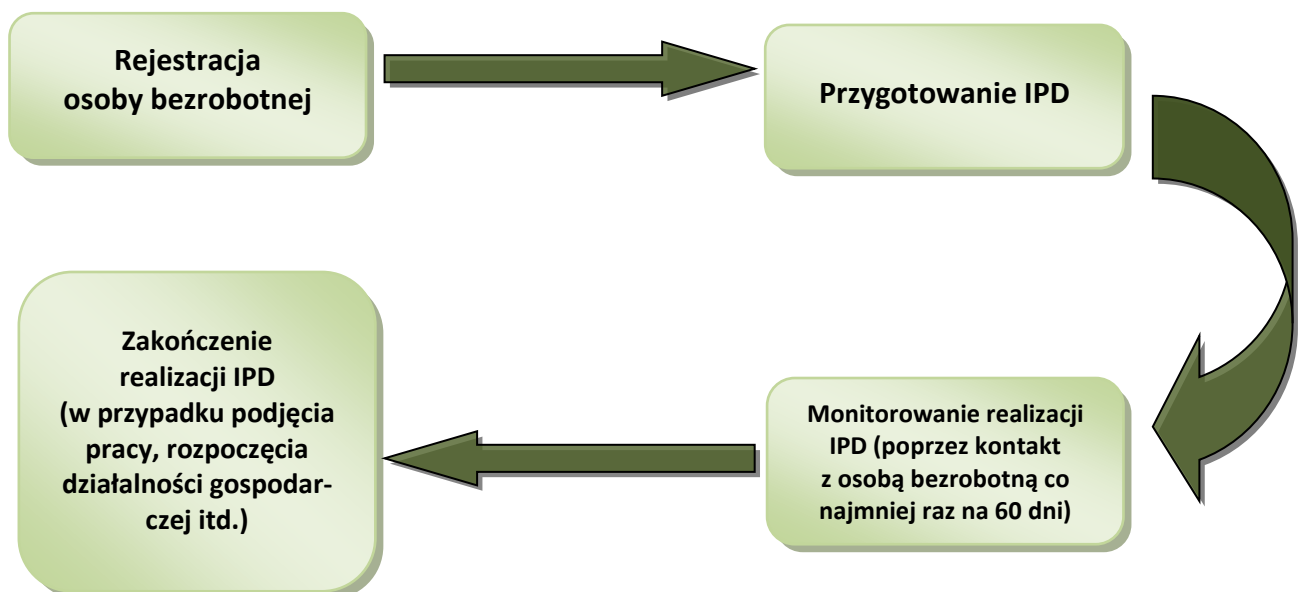 Rejestracja
osoby bezrobotnej
Przygotowanie IPD
Monitorowanie realizacji
IPD (poprzez kontakt
z osobą bezrobotną co
najmniej raz na 60 dni)
Zakończenie
realizacji IPD
(w przypadku podjęcia
pracy, rozpoczęcia
działalności gospodar-
czej itd.)